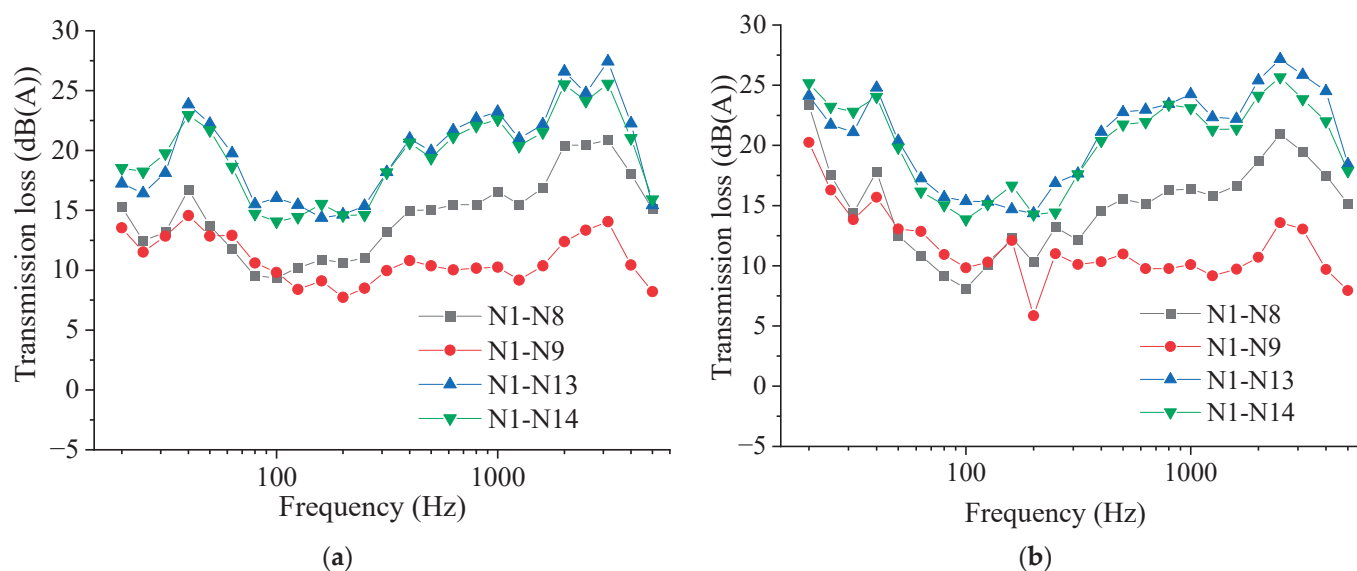 Transmission loss (dB(A))
30
25
20
15
10
5
0
−5
N1-N8
N1-N9
N1-N13
N1-N14
100 1000
Frequency (Hz)
(a)
Transmission loss (dB(A))
30
25
20
15
10
5
0
−5
N1-N8
N1-N9
N1-N13
N1-N14
100 1000
Frequency (Hz)
(b)